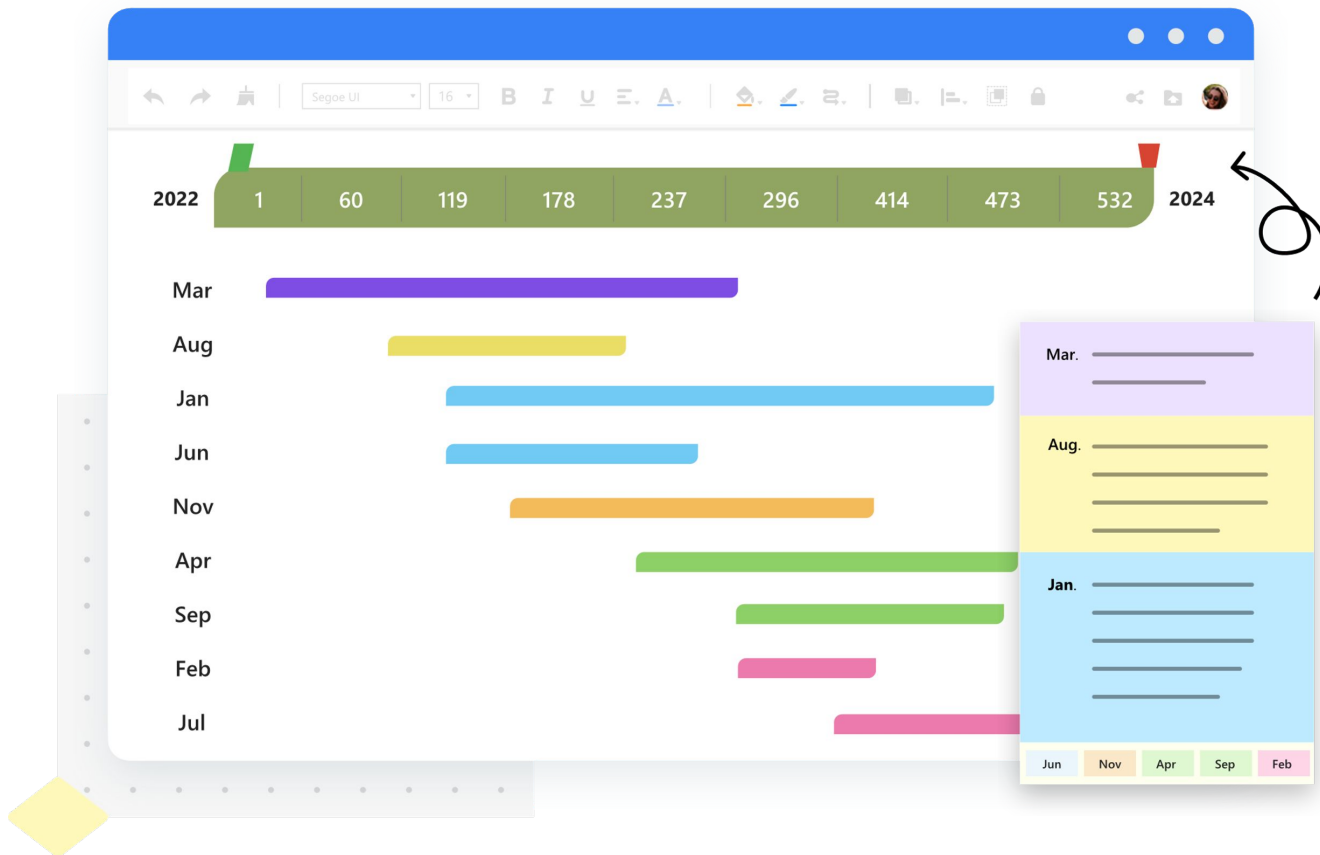 Segoe UI 16 B I U A
2022 1 60 119 178 237 296 414 473 532 2024
Mar
Aug
Jan
Jun
Nov
Apr
Sep
Feb
Jul
Mar.
Aug.
Jan.
Jun Nov Apr Sep Feb